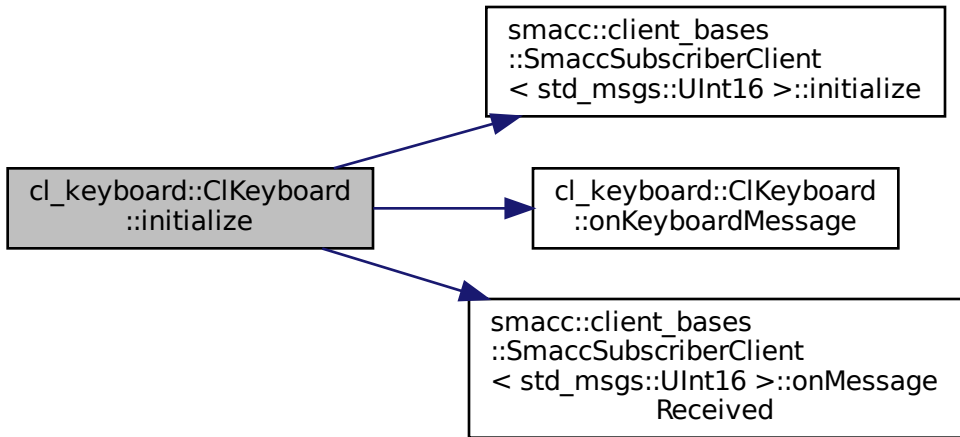 cl_keyboard::ClKeyboard
::initialize
smacc::client_bases
::SmaccSubscriberClient
< std_msgs::UInt16 >::initialize
cl_keyboard::ClKeyboard
::onKeyboardMessage
smacc::client_bases
::SmaccSubscriberClient
< std_msgs::UInt16 >::onMessage
Received